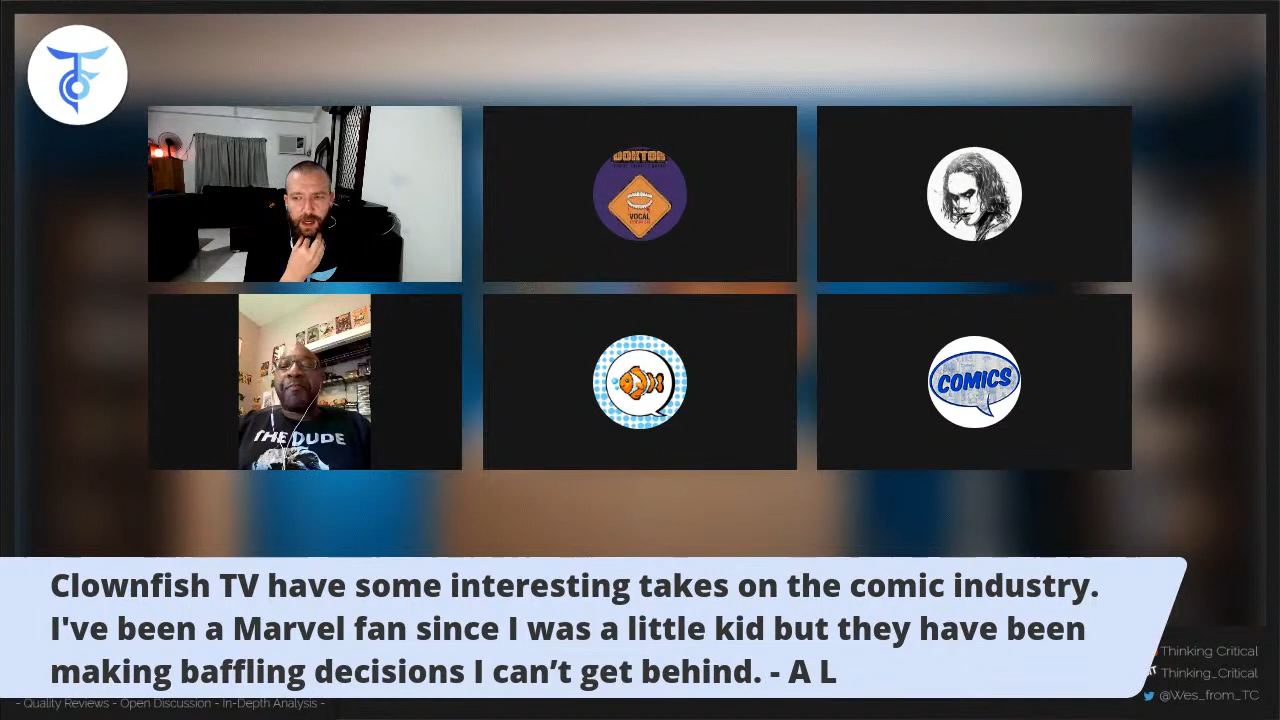 DOKTOR
VOCAL
THE DUDE
COMICS
Clownfish TV have some interesting takes on the comic industry.
I've been a Marvel fan since I was a little kid but they have been
making baffling decisions I can’t get behind. - A L
Thinking Critical
Thinking_Critical
@Wes_from_TC
- Quality Reviews - Open Discussion - In-Depth Analysis -